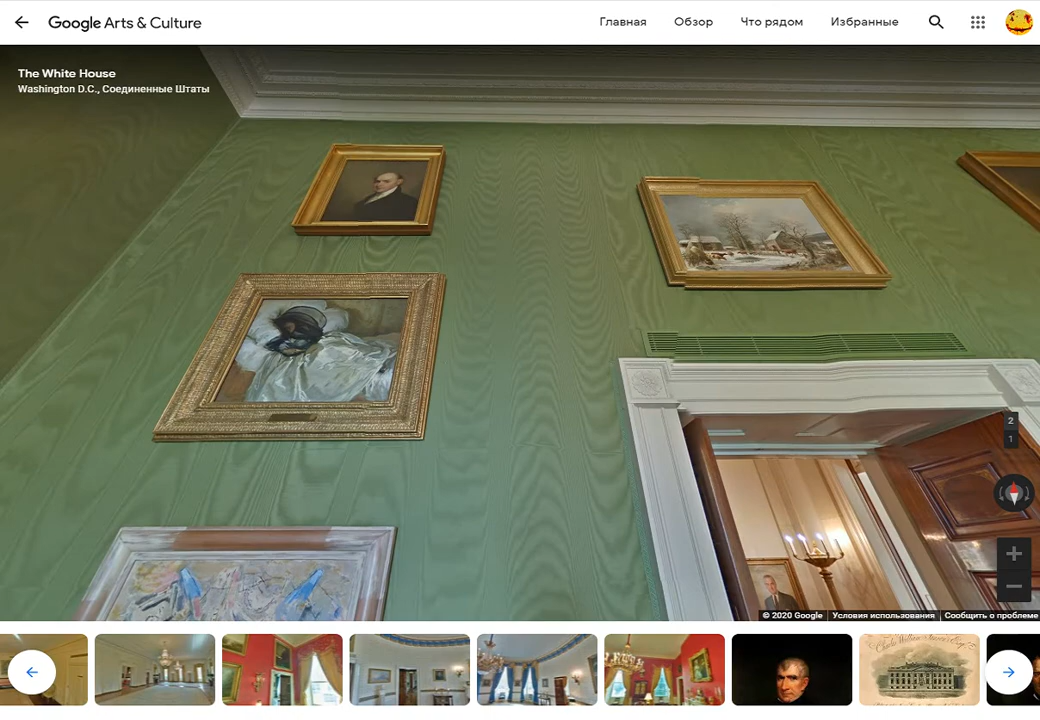 Google Arts & Culture
Главная
Обзор
Что рядом
Избранные
The White House
Washington D.C., Соединенные Штаты
2
1
© 2020 Google
Условия использования
Сообщить о проблеме